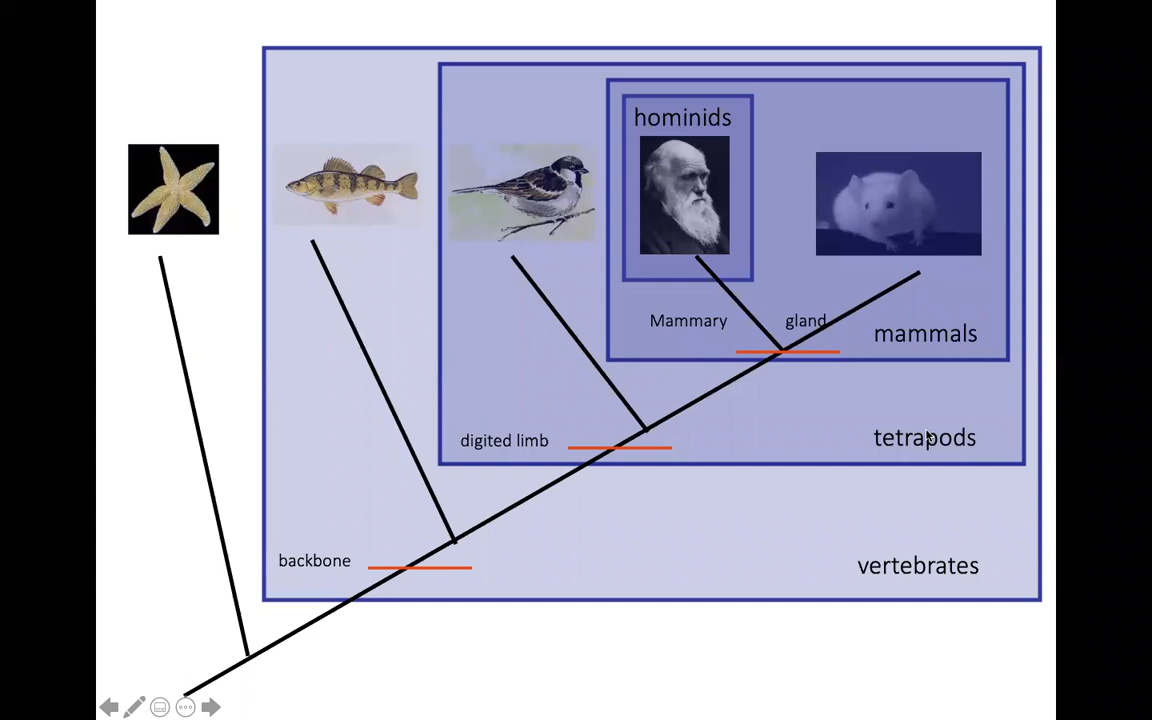 hominids
Mammary gland
mammals
digited limb
tetrapods
backbone
vertebrates